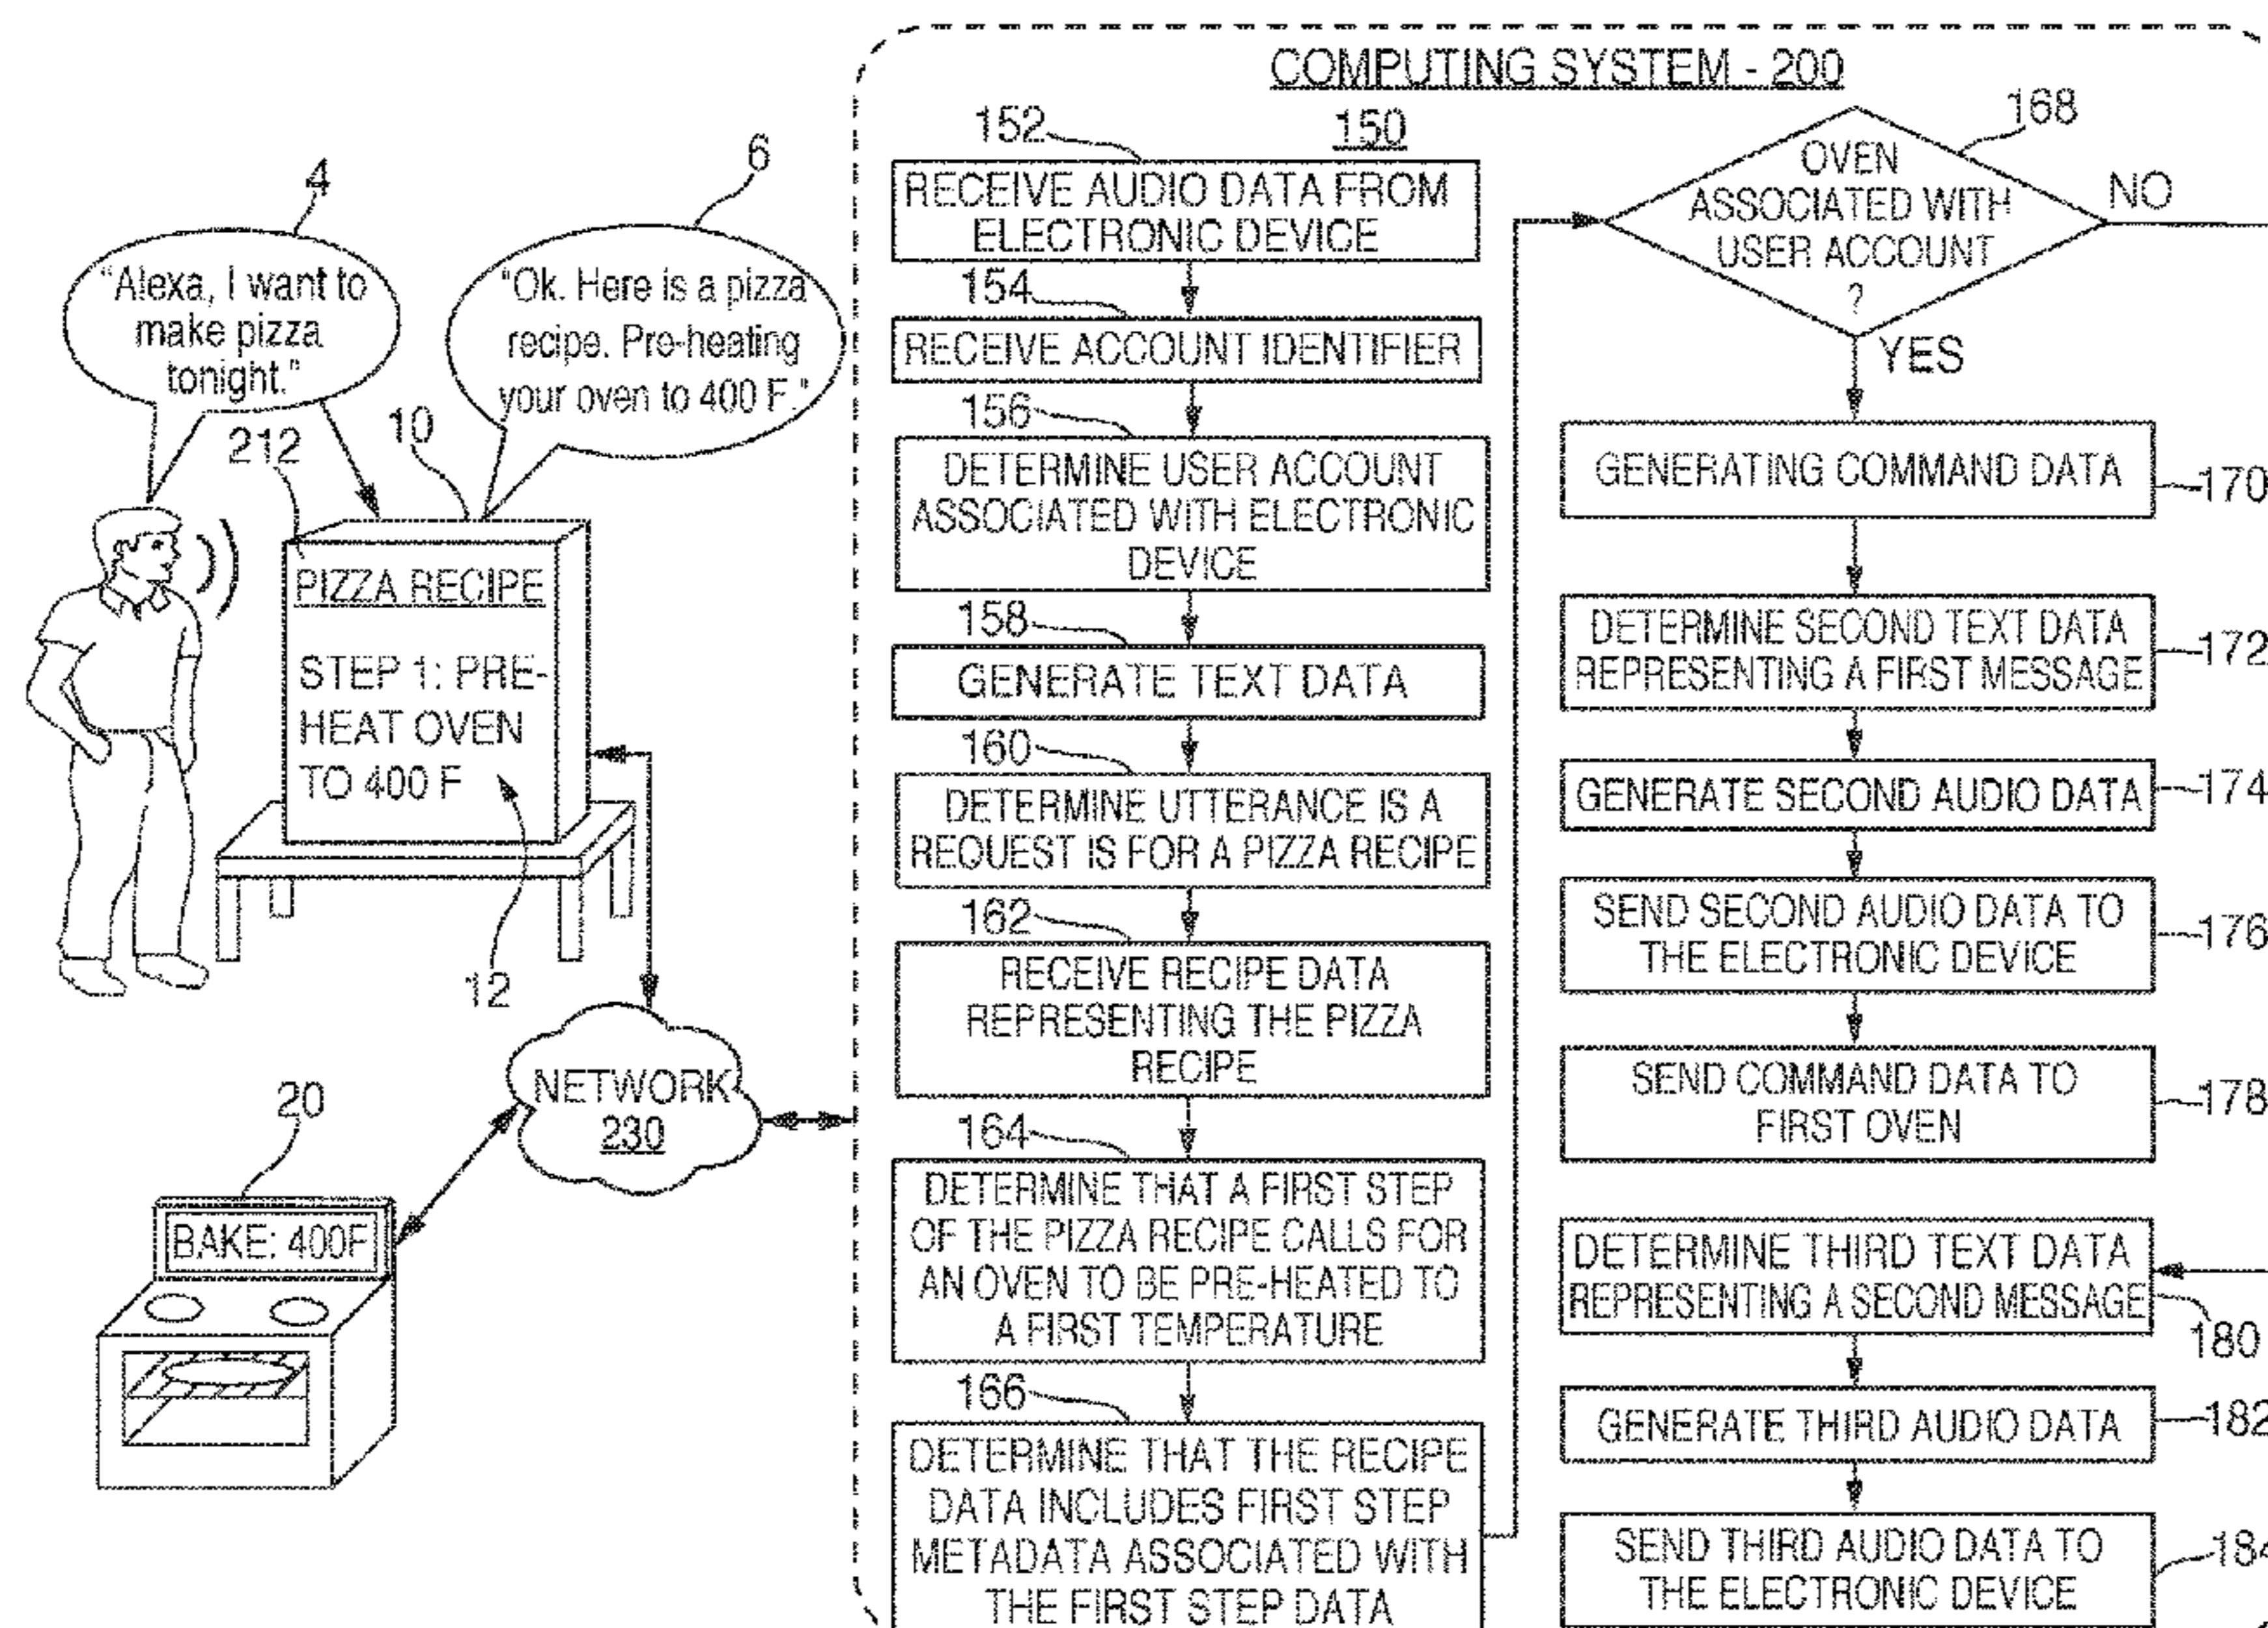 4
"Alexa, I want to
make pizza
tonight."
6
"Ok. Here is a pizza
recipe. Pre-heating
your oven to 400 F."
212
10
PIZZA RECIPE
STEP 1: PRE-
HEAT OVEN
TO 400 F
12
NETWORK
230
20
BAKE: 400F
COMPUTING SYSTEM - 200
150
152
RECEIVE AUDIO DATA FROM
ELECTRONIC DEVICE
154
RECEIVE ACCOUNT IDENTIFIER
156
DETERMINE USER ACCOUNT
ASSOCIATED WITH ELECTRONIC
DEVICE
158
GENERATE TEXT DATA
160
DETERMINE UTTERANCE IS A
REQUEST IS FOR A PIZZA RECIPE
162
RECEIVE RECIPE DATA
REPRESENTING THE PIZZA
RECIPE
164
DETERMINE THAT A FIRST STEP
OF THE PIZZA RECIPE CALLS FOR
AN OVEN TO BE PRE-HEATED TO
A FIRST TEMPERATURE
166
DETERMINE THAT THE RECIPE
DATA INCLUDES FIRST STEP
METADATA ASSOCIATED WITH
THE FIRST STEP DATA
168
OVEN
ASSOCIATED WITH
USER ACCOUNT
?
NO
YES
GENERATING COMMAND DATA
170
DETERMINE SECOND TEXT DATA
REPRESENTING A FIRST MESSAGE
172
GENERATE SECOND AUDIO DATA
174
SEND SECOND AUDIO DATA TO
THE ELECTRONIC DEVICE
176
SEND COMMAND DATA TO
FIRST OVEN
178
DETERMINE THIRD TEXT DATA
REPRESENTING A SECOND MESSAGE
180
GENERATE THIRD AUDIO DATA
182
SEND THIRD AUDIO DATA TO
THE ELECTRONIC DEVICE
184